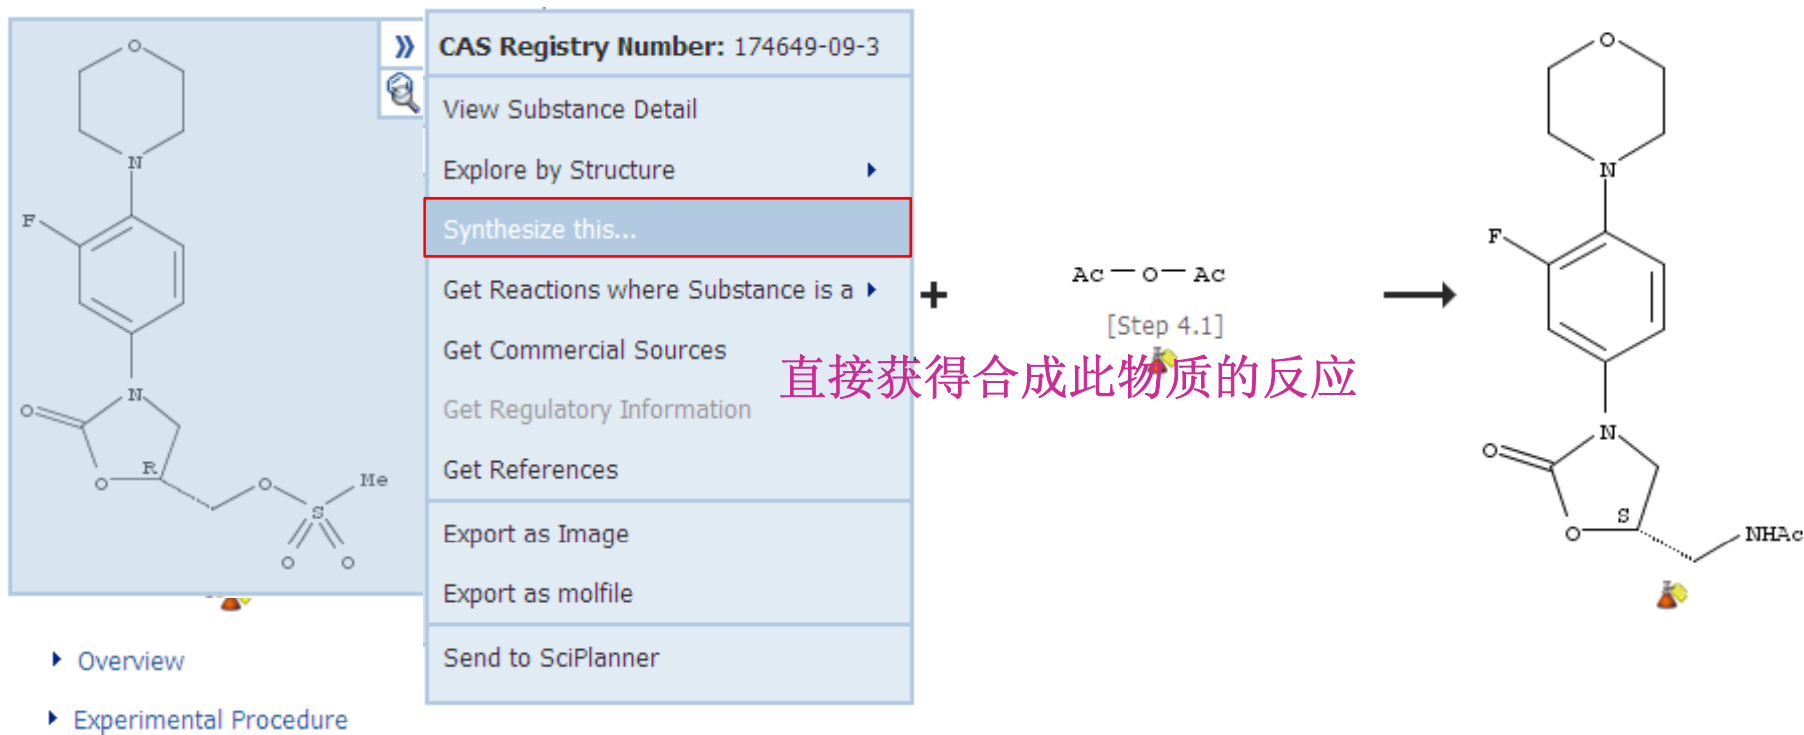 O
N
F
N
O
O
R
O
S
Me
O
O
CAS Registry Number: 174649-09-3
View Substance Detail
Explore by Structure
Synthesize this...
Get Reactions where Substance is a
Get Commercial Sources
Get Regulatory Information
Get References
Export as Image
Export as molfile
Send to SciPlanner
Overview
Experimental Procedure
+
Ac O Ac
[Step 4.1]
直接获得合成此物质的反应
O
N
F
N
O
O
S
NHAc